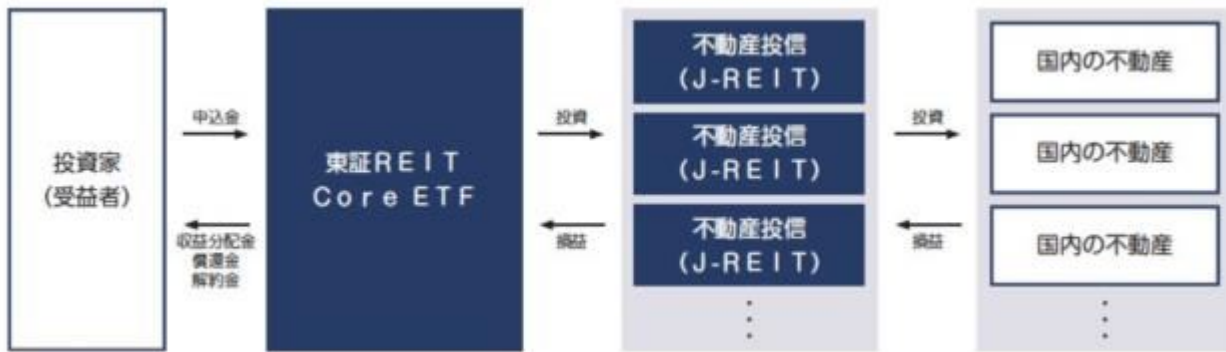 投資家
(受益者)
申込金
収益分配金
償還金
解約金
東証REIT
Core ETF
投資
損益
不動産投信
(J-REIT)
不動産投信
(J-REIT)
不動産投信
(J-REIT)
投資
損益
国内の不動産
国内の不動産
国内の不動産